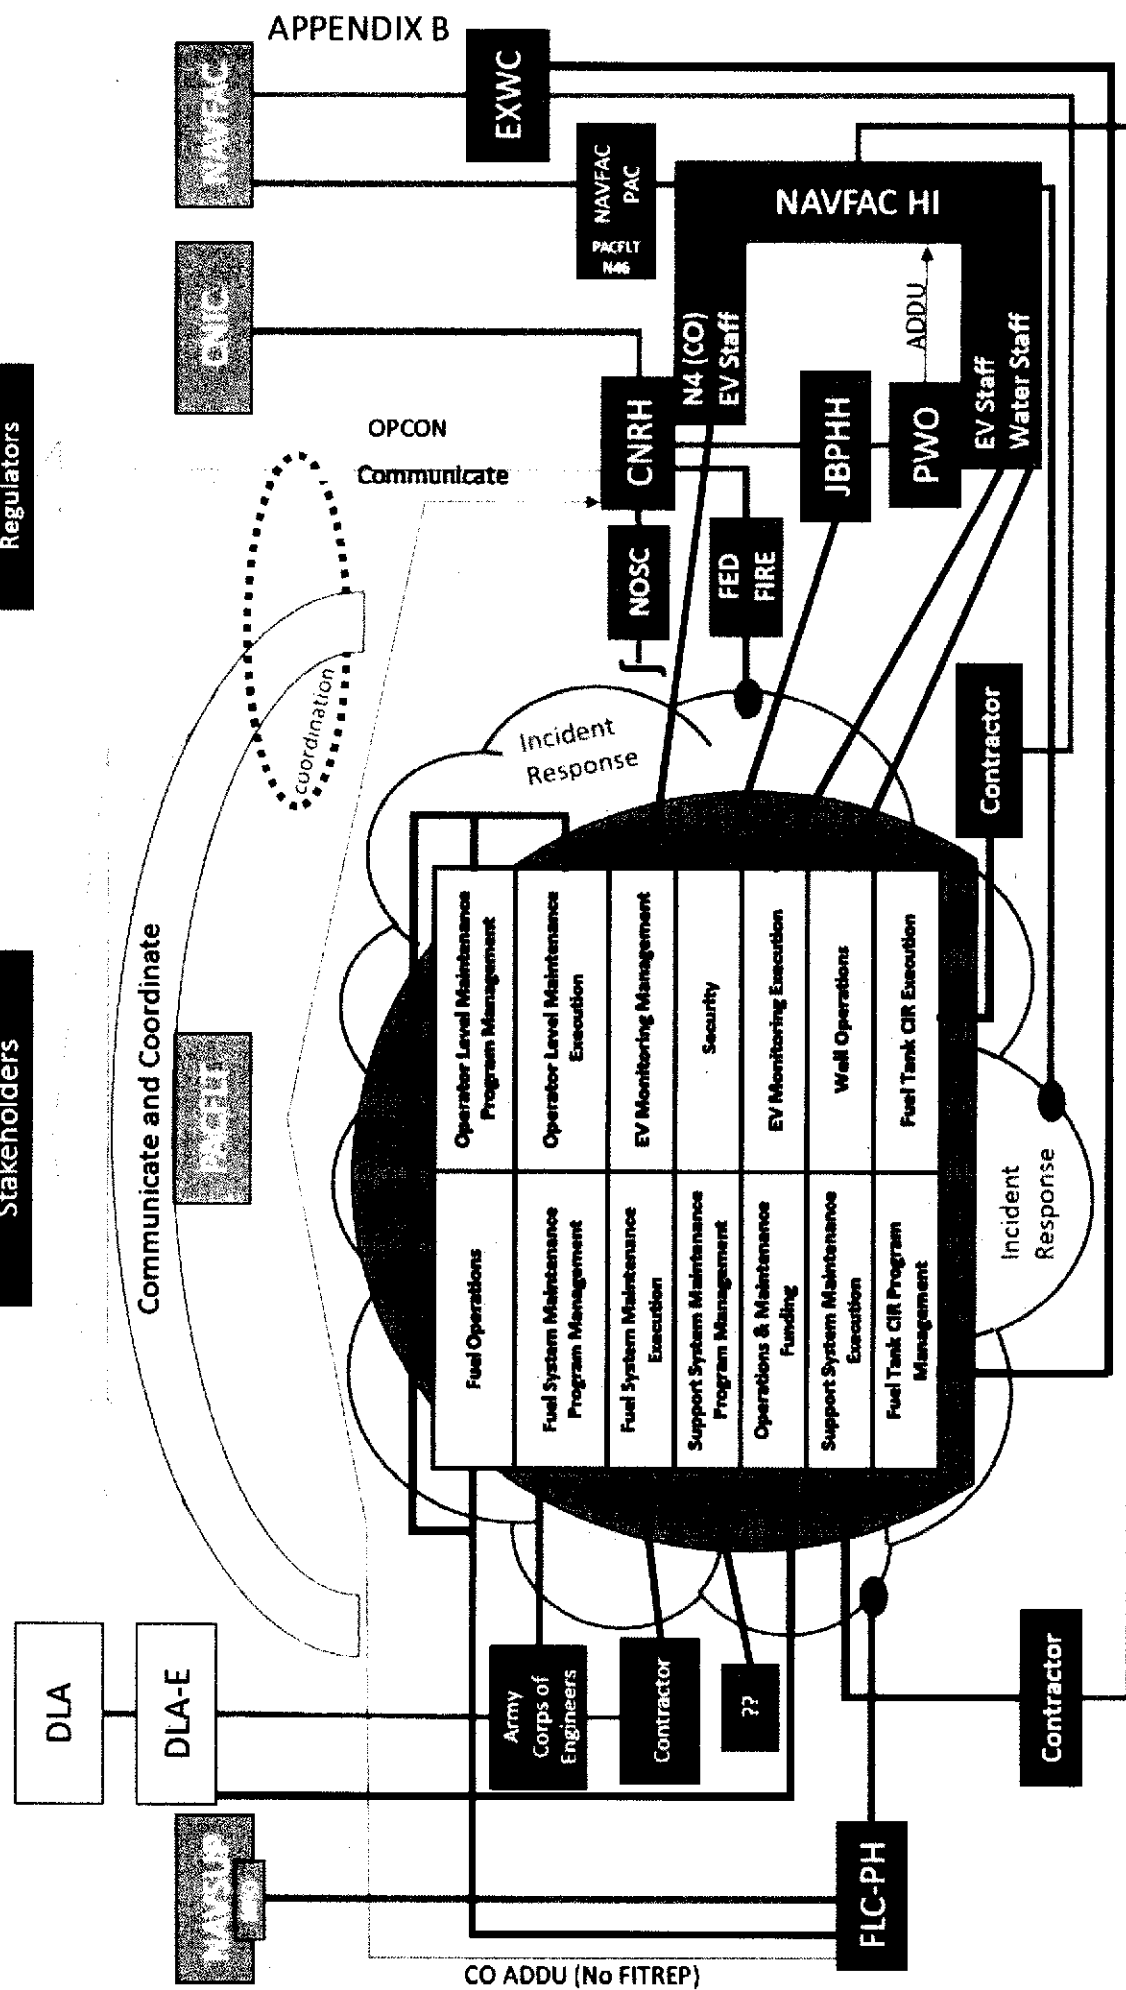 APPENDIX B
Regulators
Stakeholders
DLA
DLA-E
NAVSUP
PACFLT
CNIC
NAVFAC
Communicate and Coordinate
coordination
OPCON
Communicate
EXWC
NAVFAC
PAC
PACFLT
N46
NAVFAC HI
N4 (CO)
EV Staff
CNRH
NOSC
FED
FIRE
JBPHH
PWO
ADDU
EV Staff
Water Staff
Contractor
Incident
Response
Fuel Operations
Operator Level Maintenance
Program Management
Fuel System Maintenance
Program Management
Operator Level Maintenance
Execution
Fuel System Maintenance
Execution
EV Monitoring Management
Support System Maintenance
Program Management
Security
Operations & Maintenance
Funding
EV Monitoring Execution
Support System Maintenance
Execution
Well Operations
Fuel Tank CIR Program
Management
Fuel Tank CIR Execution
Incident
Response
Army
Corps of
Engineers
Contractor
??
Contractor
FLC-PH
CO ADDU (No FITREP)